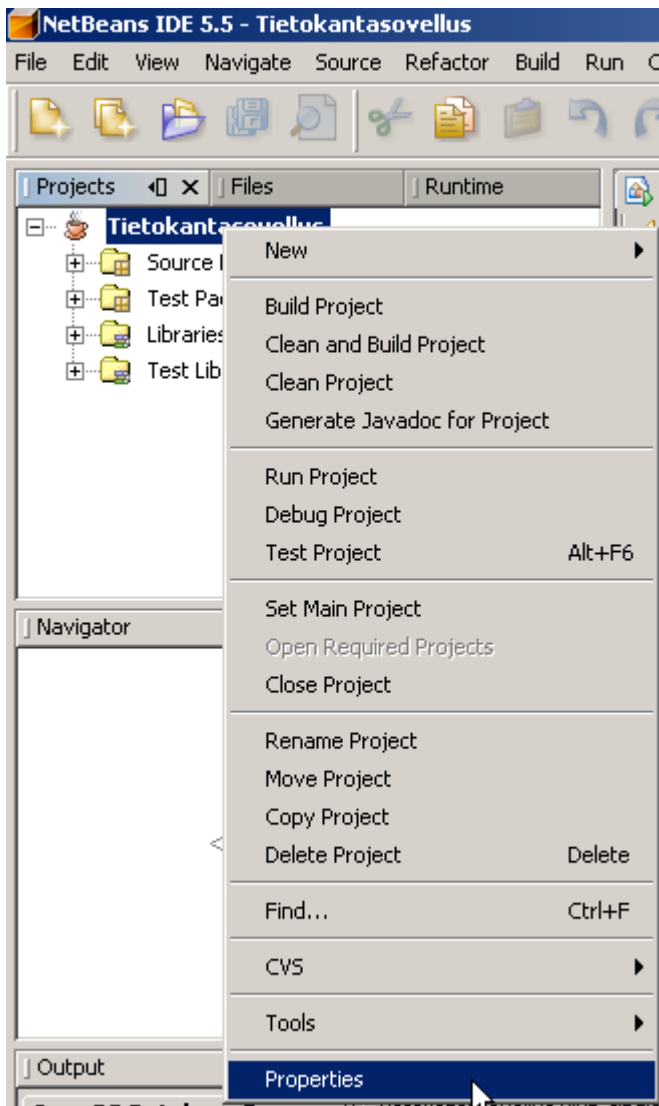 NetBeans IDE 5.5 - Tietokantasovellus
File Edit View Navigate Source Refactor Build Run
Projects Files Runtime
Tietokantasovellus
Source
Test
Libraries
Test
New
Build Project
Clean and Build Project
Clean Project
Generate Javadoc for Project
Run Project
Debug Project
Test Project Alt+F6
Set Main Project
Open Required Projects
Close Project
Rename Project
Move Project
Copy Project
Delete Project Delete
Find... Ctrl+F
CVS
Tools
Properties
Navigator
<
Output